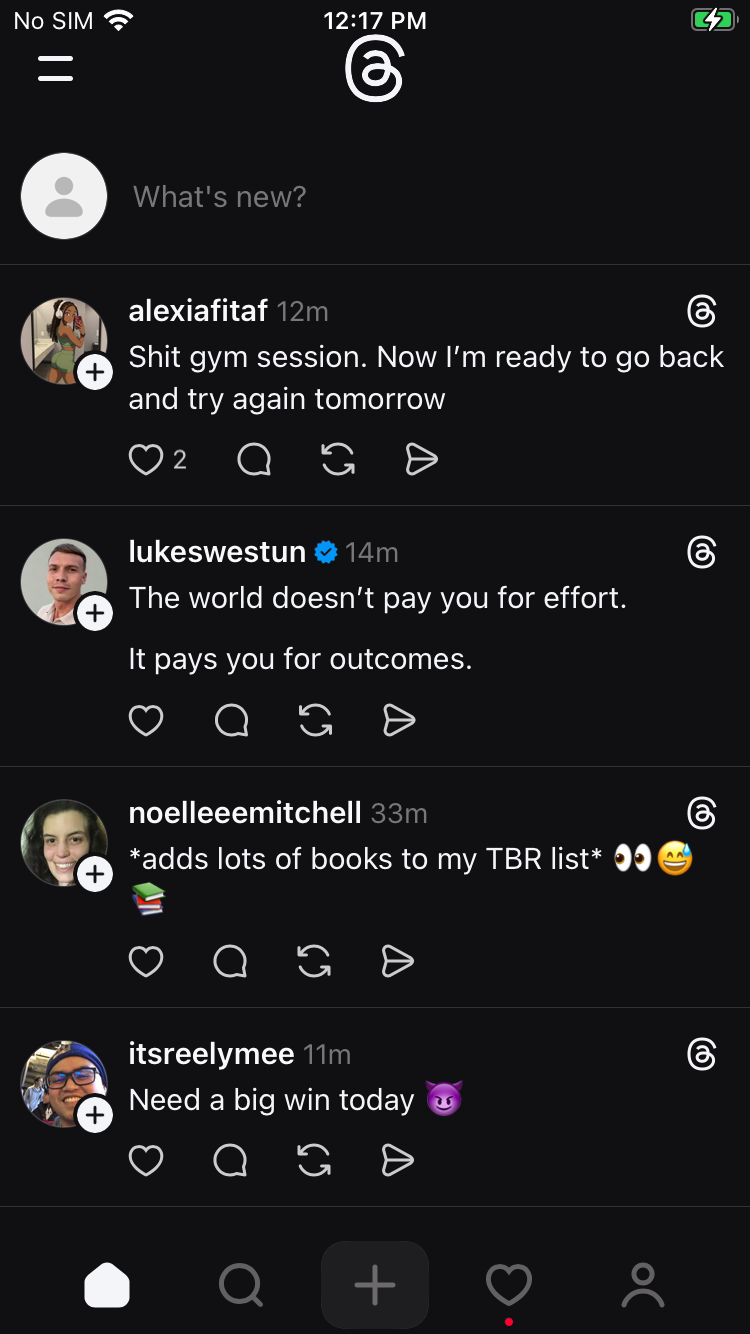 No SIM 12:17 PM
What's new?
alexiafitaf 12m
Shit gym session. Now I’m ready to go back
and try again tomorrow
2
lukeswestun 14m
The world doesn’t pay you for effort.
It pays you for outcomes.
noelleeemitchell 33m
*adds lots of books to my TBR list* 👀😅
📚
itsreelymee 11m
Need a big win today 😈